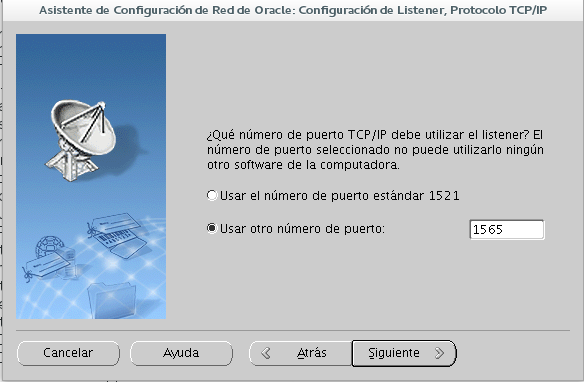 Asistente de Configuración de Red de Oracle: Configuración de Listener, Protocolo TCP/IP
¿Qué número de puerto TCP/IP debe utilizar el listener? El
número de puerto seleccionado no puede utilizarlo ningún
otro software de la computadora.
Usar el número de puerto estándar 1521
Usar otro número de puerto: 1565
Cancelar Ayuda Atrás Siguiente